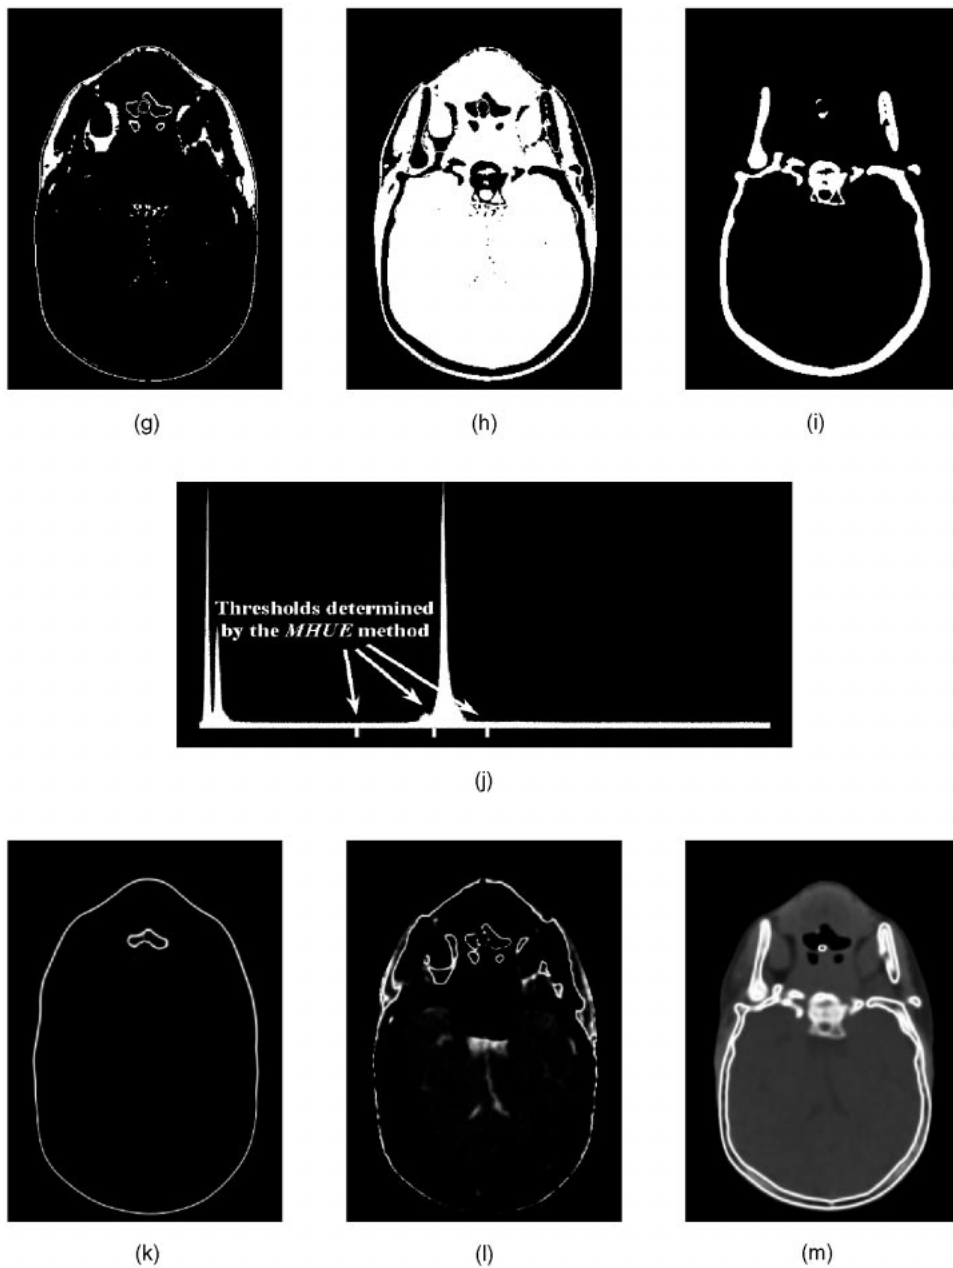 (g)
(h)
(i)
Thresholds determined
by the MHUE method
(j)
(k)
(l)
(m)